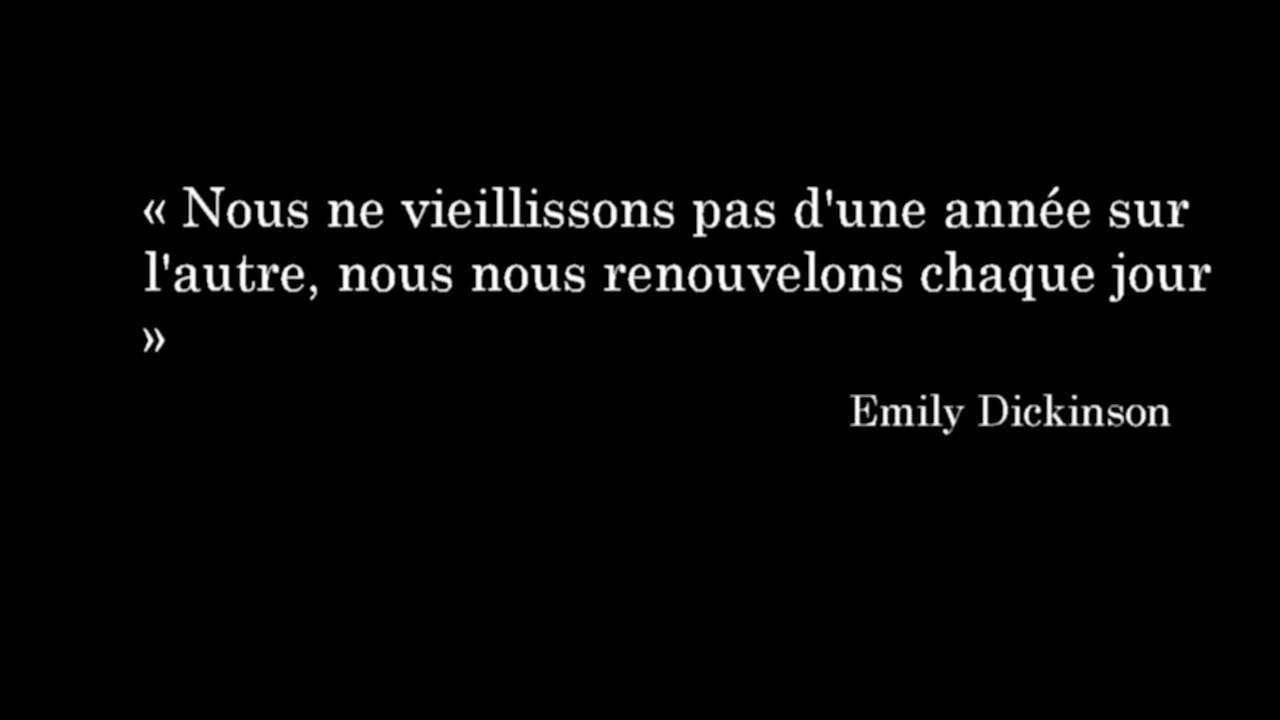 « Nous ne vieillissons pas d'une année sur
l'autre, nous nous renouvelons chaque jour
»
Emily Dickinson